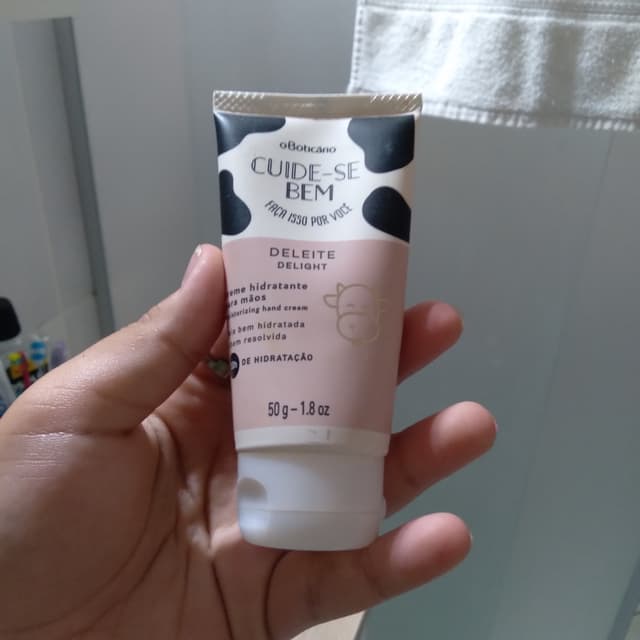 oBoticário
CUIDE-SE
BEM
FAÇA ISSO POR VOCÊ
DELEITE
DELIGHT
hidratante
mãos
hand cream
bem hidratada
resolvida
DE HIDRATAÇÃO
50 g – 1.8 oz